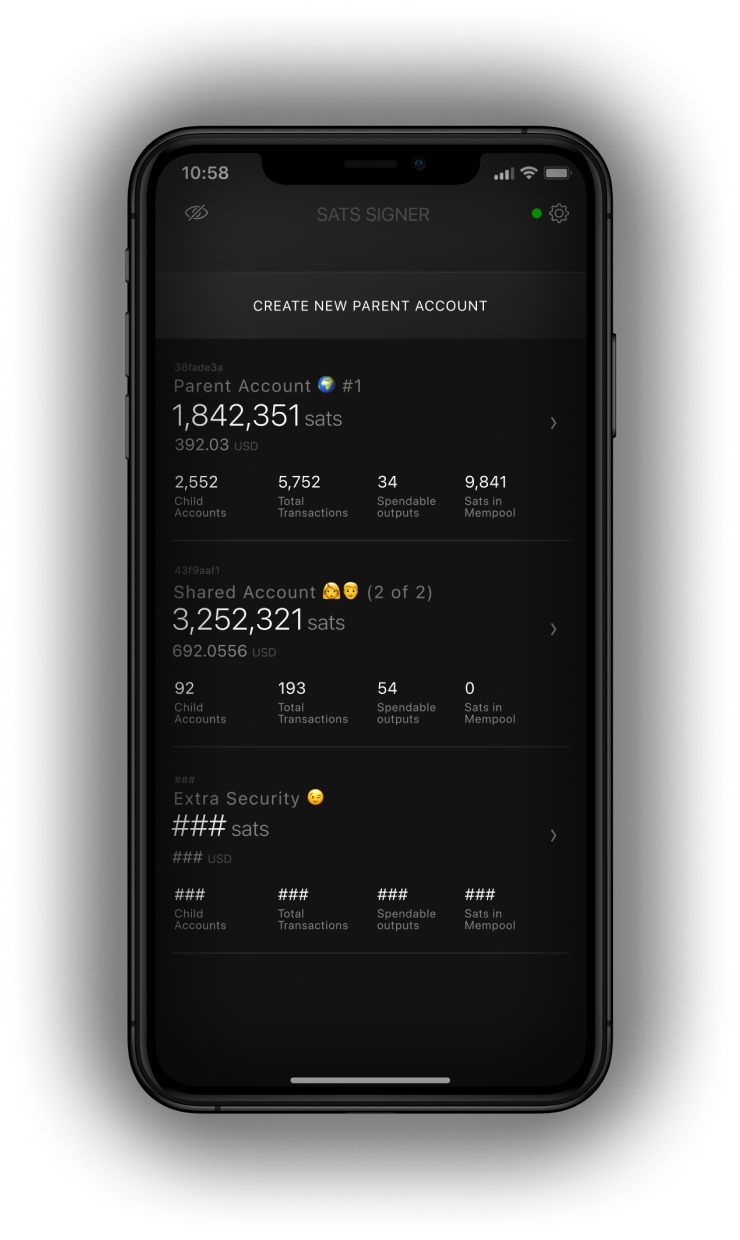 10:58
SATS SIGNER
CREATE NEW PARENT ACCOUNT
36fade3a
Parent Account 🌍 #1
1,842,351 sats
392.03 USD
2,552 5,752 34 9,841
Child Total Spendable Sats in
Accounts Transactions outputs Mempool
43f9aaf1
Shared Account 👩👨 (2 of 2)
3,252,321 sats
692.0556 USD
92 193 54 0
Child Total Spendable Sats in
Accounts Transactions outputs Mempool
###
Extra Security 😉
### sats
### USD
### ### ### ###
Child Total Spendable Sats in
Accounts Transactions outputs Mempool